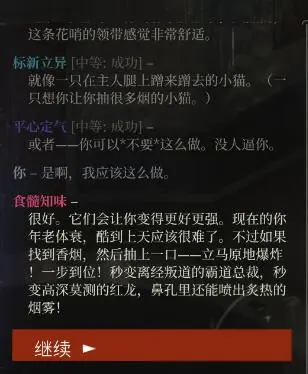 这条花哨的领带感觉非常舒适。
标新立异 [中等: 成功] –
就像一只在主人腿上蹭来蹭去的小猫。（一
只想你让你抽很多烟的小猫。）
平心定气 [中等: 成功] –
或者——你可以*不要*这么做。没人逼你。
你 – 是啊，我应该这么做。
食髓知味 –
很好。它们会让你变得更好更强。现在的你
年老体衰，酷到上天应该很难了。不过如果
找到香烟，然后抽上一口——立马原地爆炸
！一步到位！秒变离经叛道的霸道总裁，秒
变高深莫测的红龙，鼻孔里还能喷出炙热的
烟雾！
继续 ►